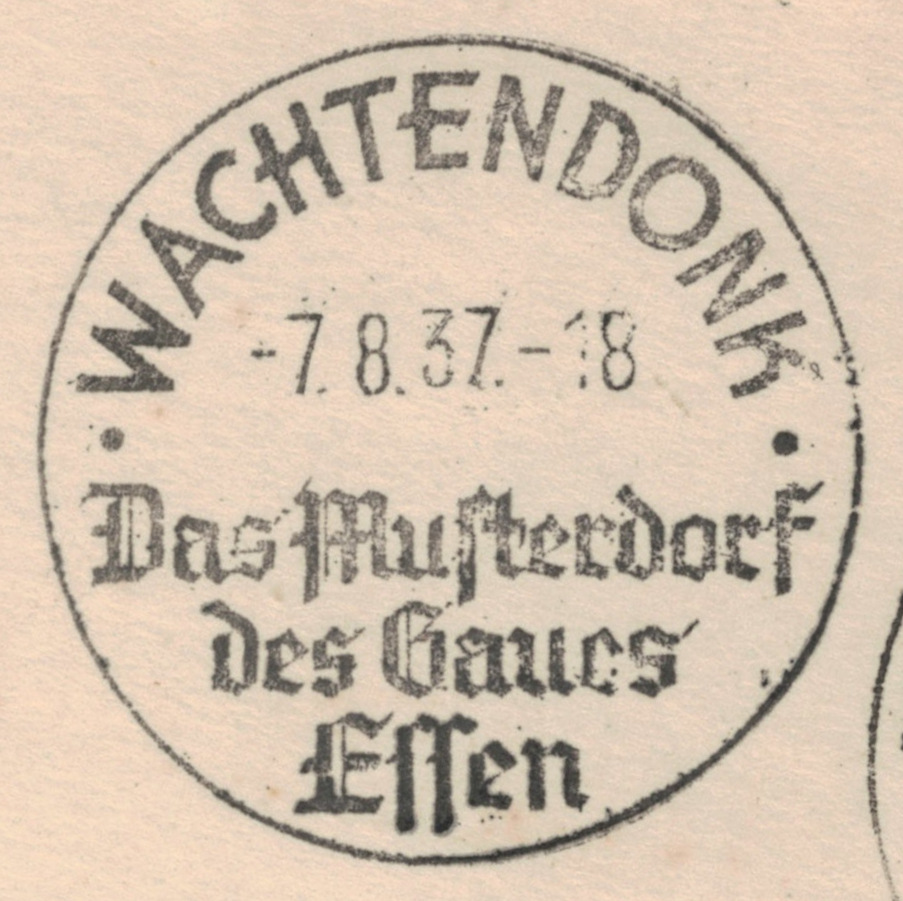 WACHTENDONK
-7.8.37.-18
Das Musterdorf
des Gaues
Essen